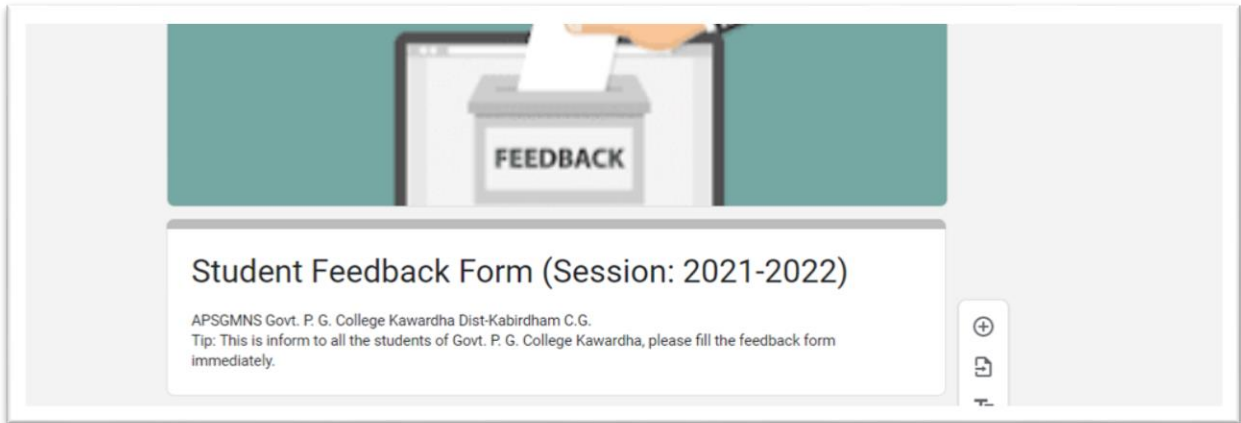 FEEDBACK
Student Feedback Form (Session: 2021-2022)
APSGMNS Govt. P. G. College Kawardha Dist-Kabirdham C.G.
Tip: This is inform to all the students of Govt. P. G. College Kawardha, please fill the feedback form
immediately.